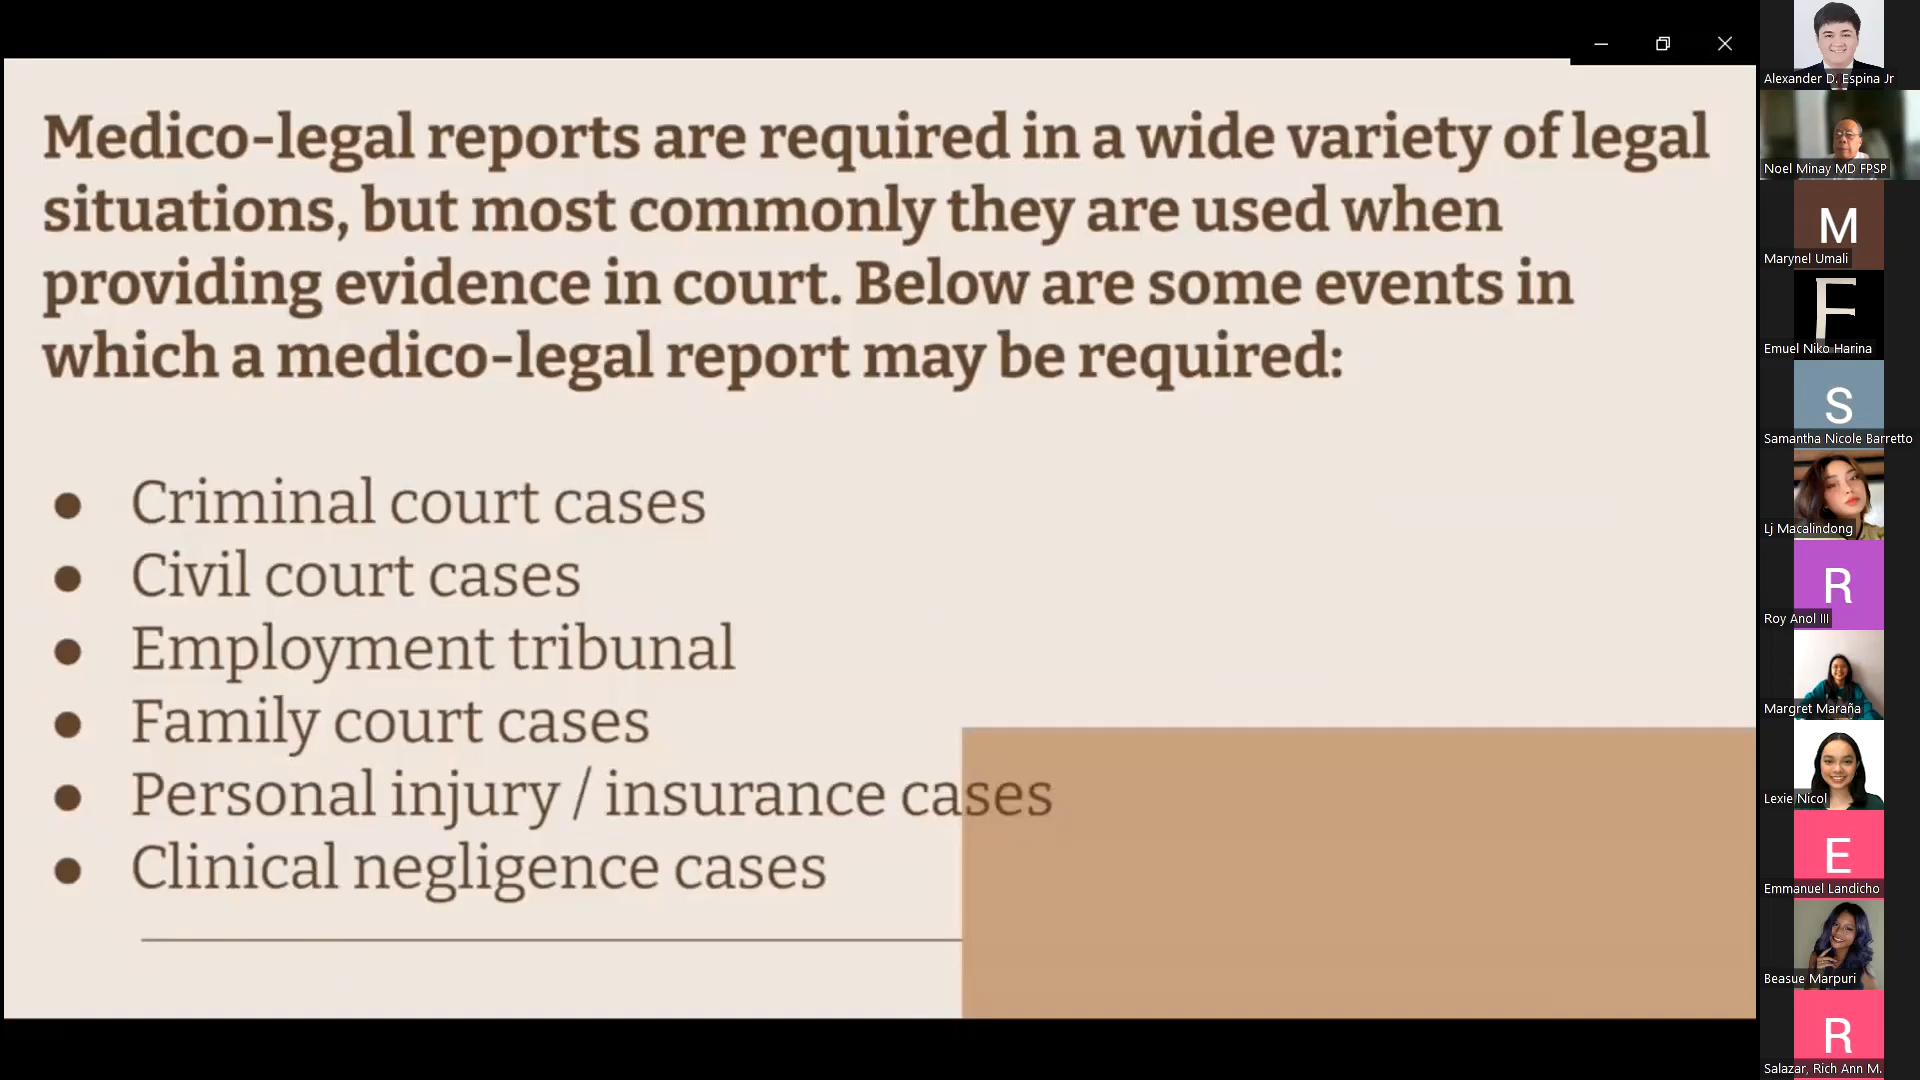 Medico-legal reports are required in a wide variety of legal
situations, but most commonly they are used when
providing evidence in court. Below are some events in
which a medico-legal report may be required:
● Criminal court cases
● Civil court cases
● Employment tribunal
● Family court cases
● Personal injury / insurance cases
● Clinical negligence cases
Alexander D. Espina Jr
Noel Minay MD FPSP
M
Marynel Umali
F
Emuel Niko Harina
S
Samantha Nicole Barretto
Lj Macalindong
R
Roy Anol III
Margret Maraña
Lexie Nicol
E
Emmanuel Landicho
Beasue Marpuri
R
Salazar, Rich Ann M.